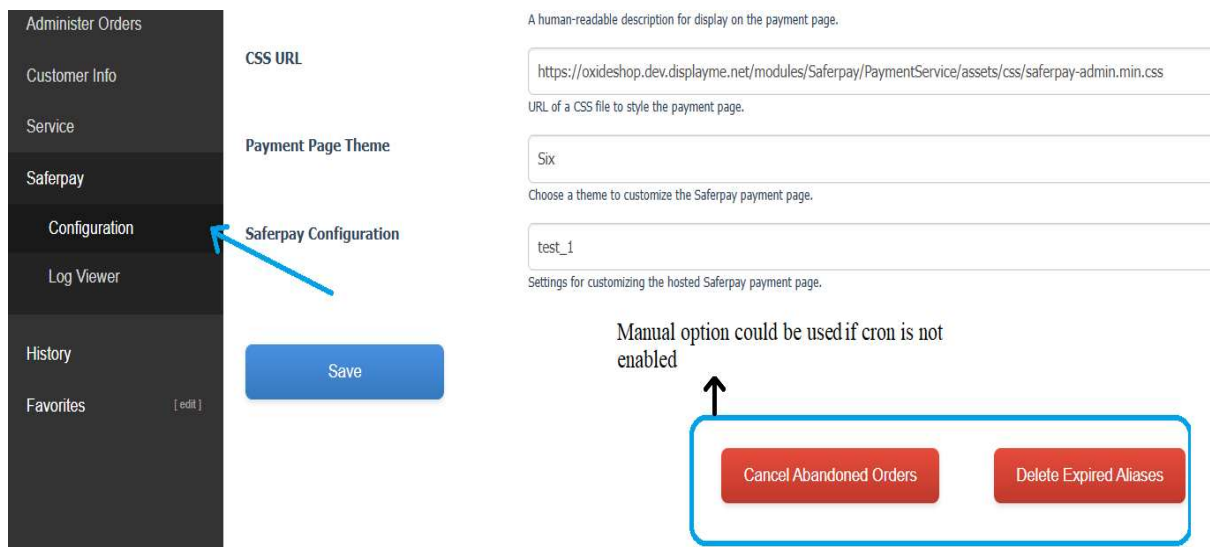 Administer Orders
Customer Info
Service
Saferpay
Configuration
Log Viewer
History
Favorites [ edit ]
A human-readable description for display on the payment page.
CSS URL
https://oxideshop.dev.displayme.net/modules/Saferpay/PaymentService/assets/css/saferpay-admin.min.css
URL of a CSS file to style the payment page.
Payment Page Theme
Six
Choose a theme to customize the Saferpay payment page.
Saferpay Configuration
test_1
Settings for customizing the hosted Saferpay payment page.
Manual option could be used if cron is not
enabled
Save
Cancel Abandoned Orders
Delete Expired Aliases